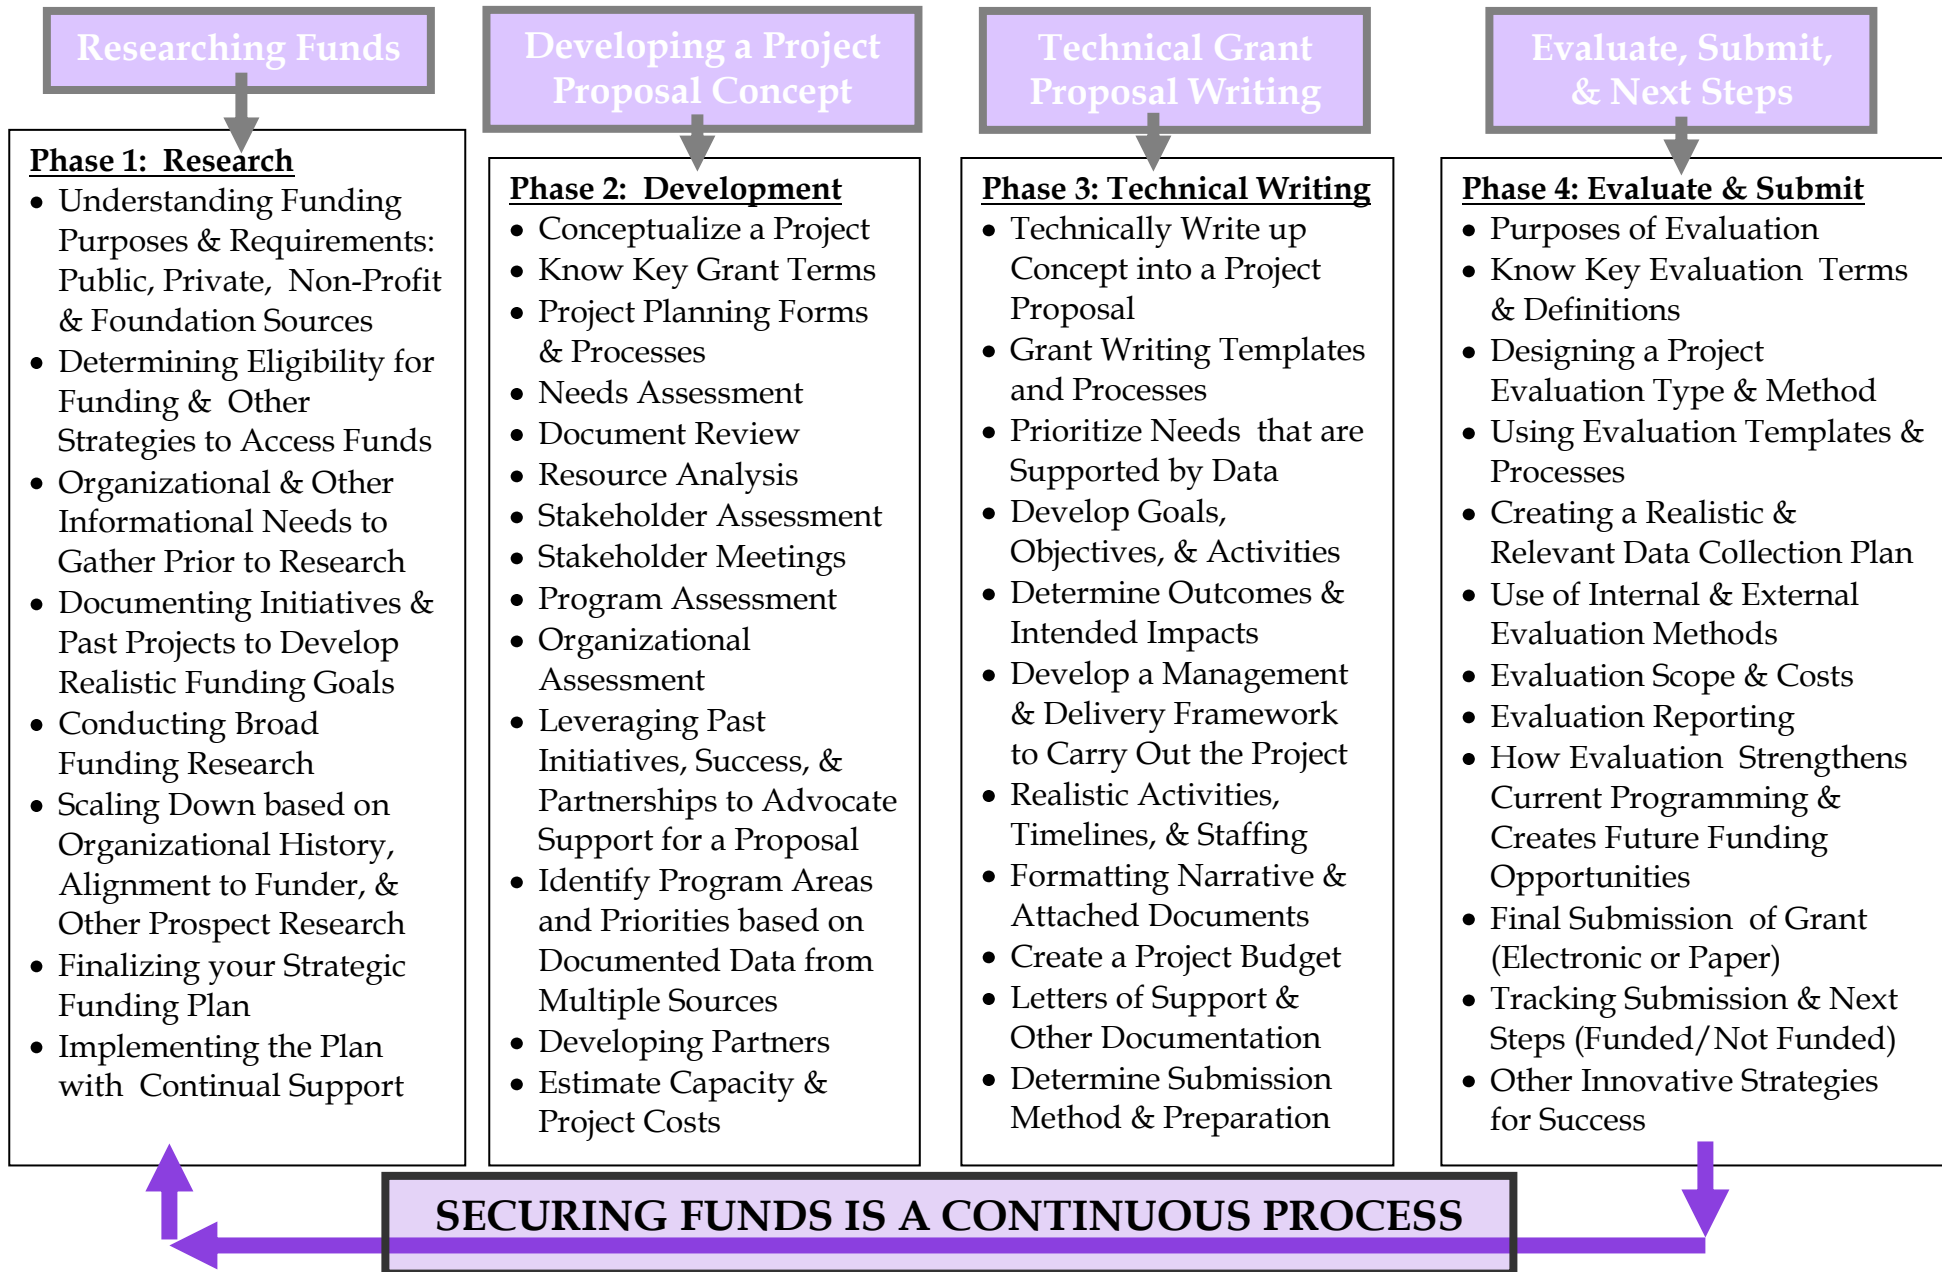 Researching Funds
Developing a Project
Proposal Concept
Technical Grant
Proposal Writing
Evaluate, Submit,
& Next Steps
Phase 1:  Research
• Understanding Funding
Purposes & Requirements:
Public, Private,  Non-Profit
& Foundation Sources
• Determining Eligibility for
Funding &  Other
Strategies to Access Funds
• Organizational & Other
Informational Needs to
Gather Prior to Research
• Documenting Initiatives &
Past Projects to Develop
Realistic Funding Goals
• Conducting Broad
Funding Research
• Scaling Down based on
Organizational History,
Alignment to Funder, &
Other Prospect Research
• Finalizing your Strategic
Funding Plan
• Implementing the Plan
with  Continual Support
Phase 2:  Development
• Conceptualize a Project
• Know Key Grant Terms
• Project Planning Forms
& Processes
• Needs Assessment
• Document Review
• Resource Analysis
• Stakeholder Assessment
• Stakeholder Meetings
• Program Assessment
• Organizational
Assessment
• Leveraging Past
Initiatives, Success, &
Partnerships to Advocate
Support for a Proposal
• Identify Program Areas
and Priorities based on
Documented Data from
Multiple Sources
• Developing Partners
• Estimate Capacity &
Project Costs
Phase 3: Technical Writing
• Technically Write up
Concept into a Project
Proposal
• Grant Writing Templates
and Processes
• Prioritize Needs  that are
Supported by Data
• Develop Goals,
Objectives, & Activities
• Determine Outcomes &
Intended Impacts
• Develop a Management
& Delivery Framework
to Carry Out the Project
• Realistic Activities,
Timelines, & Staffing
• Formatting Narrative &
Attached Documents
• Create a Project Budget
• Letters of Support &
Other Documentation
• Determine Submission
Method & Preparation
Phase 4: Evaluate & Submit
• Purposes of Evaluation
• Know Key Evaluation  Terms
& Definitions
• Designing a Project
Evaluation Type & Method
• Using Evaluation Templates &
Processes
• Creating a Realistic &
Relevant Data Collection Plan
• Use of Internal & External
Evaluation Methods
• Evaluation Scope & Costs
• Evaluation Reporting
• How Evaluation  Strengthens
Current Programming &
Creates Future Funding
Opportunities
• Final Submission  of Grant
(Electronic or Paper)
• Tracking Submission & Next
Steps (Funded/Not Funded)
• Other Innovative Strategies
for Success
SECURING FUNDS IS A CONTINUOUS PROCESS